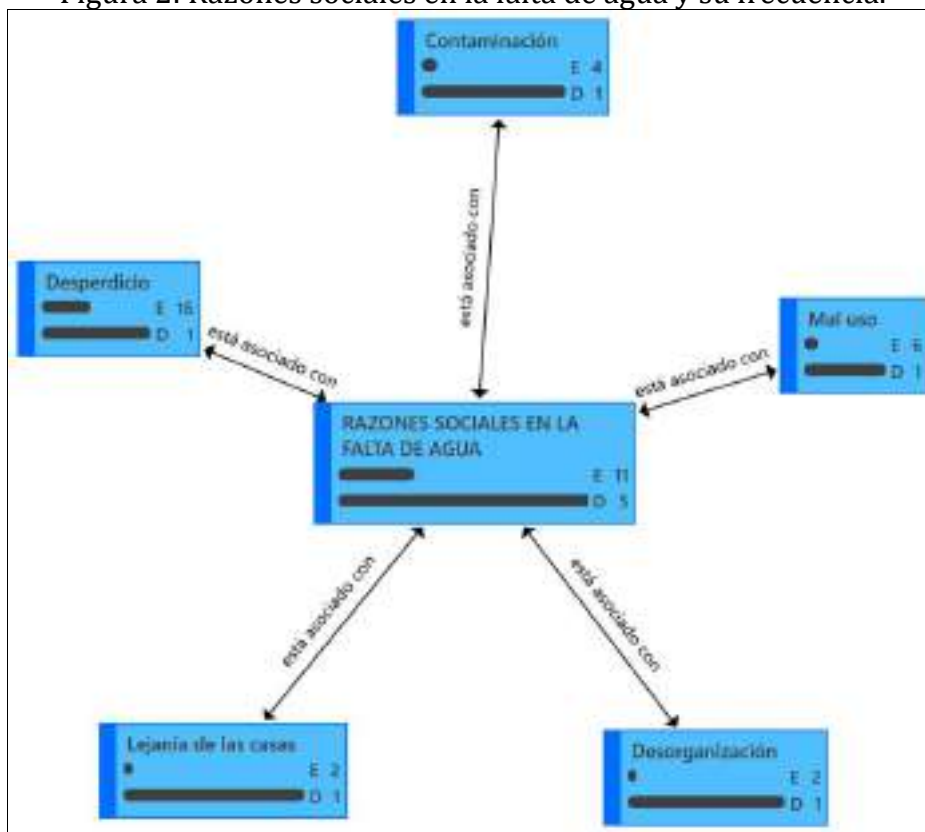 Figura 2. Razones sociales en la falta de agua y su frecuencia.
Contaminación
E 4
D 1
está asociado con
Desperdicio
E 16
D 1
está asociado con
Mal uso
E 6
D 1
está asociado con
RAZONES SOCIALES EN LA
FALTA DE AGUA
E 11
D 5
está asociado con
está asociado con
Lejanía de las casas
E 2
D 1
Desorganización
E 2
D 1